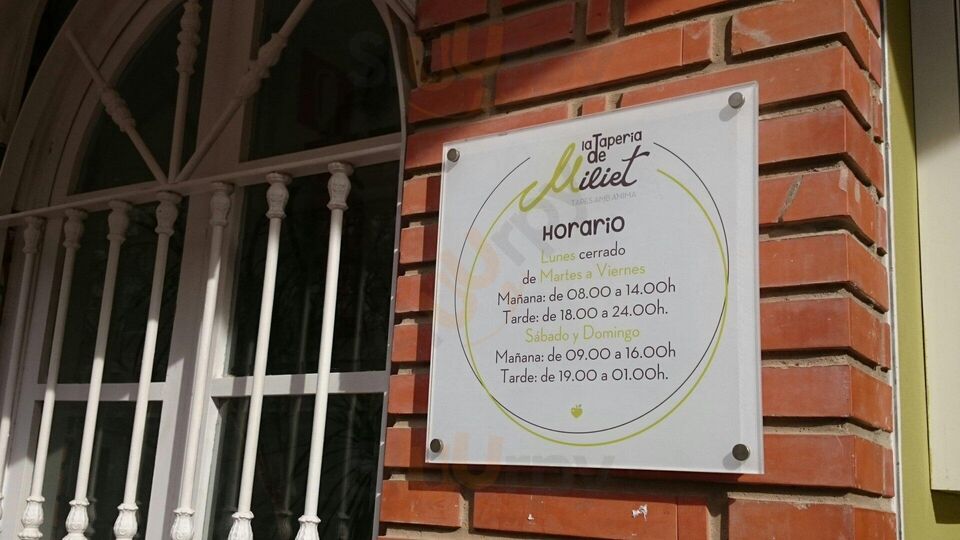 la Taperia
de
Miliet
TAPES AMB ÀNIMA
HORARIO
Lunes cerrado
de Martes a Viernes
Mañana: de 08.00 a 14.00h
Tarde: de 18.00 a 24.00h.
Sábado y Domingo
Mañana: de 09.00 a 16.00h
Tarde: de 19.00 a 01.00h.